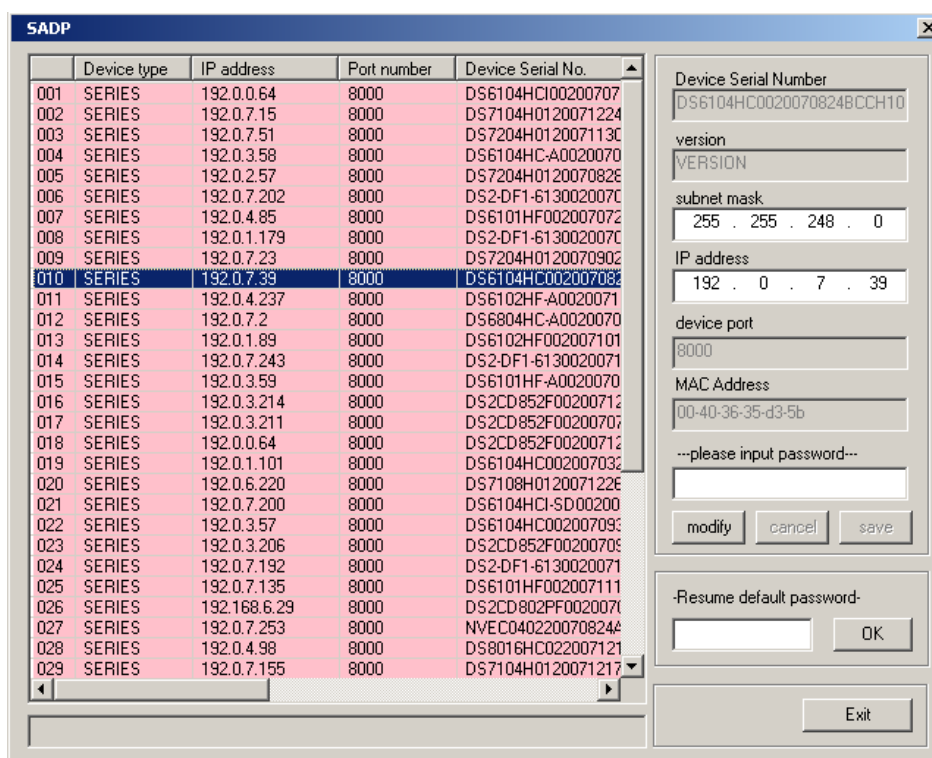 SADP
Device type IP address Port number Device Serial No.
001 SERIES 192.0.0.64 8000 DS6104HCI00200707
002 SERIES 192.0.7.15 8000 DS7104H0120071224
003 SERIES 192.0.7.51 8000 DS7204H012007113C
004 SERIES 192.0.3.58 8000 DS6104HC-A0020070
005 SERIES 192.0.2.57 8000 DS7204H0120070828
006 SERIES 192.0.7.202 8000 DS2-DF1-613002007C
007 SERIES 192.0.4.85 8000 DS6101HF002007072
008 SERIES 192.0.1.179 8000 DS2-DF1-613002007C
009 SERIES 192.0.7.23 8000 DS7204H0120070902
010 SERIES 192.0.7.39 8000 DS6104HC002007082
011 SERIES 192.0.4.237 8000 DS6102HF-A0020071
012 SERIES 192.0.7.2 8000 DS6804HC-A0020070
013 SERIES 192.0.1.89 8000 DS6102HF002007101
014 SERIES 192.0.7.243 8000 DS2-DF1-6130020071
015 SERIES 192.0.3.59 8000 DS6101HF-A0020070
016 SERIES 192.0.3.214 8000 DS2CD852F00200712
017 SERIES 192.0.3.211 8000 DS2CD852F00200707
018 SERIES 192.0.0.64 8000 DS2CD852F00200712
019 SERIES 192.0.1.101 8000 DS6104HC002007032
020 SERIES 192.0.6.220 8000 DS7108H0120071226
021 SERIES 192.0.7.200 8000 DS6104HCI-SD00200
022 SERIES 192.0.3.57 8000 DS6104HC002007093
023 SERIES 192.0.3.206 8000 DS2CD852F00200709
024 SERIES 192.0.7.192 8000 DS2-DF1-6130020071
025 SERIES 192.0.7.135 8000 DS6101HF002007111
026 SERIES 192.168.6.29 8000 DS2CD802PF0020070
027 SERIES 192.0.7.253 8000 NVEC040220070824A
028 SERIES 192.0.4.98 8000 DS8016HC022007121
029 SERIES 192.0.7.155 8000 DS7104H0120071217
Device Serial Number
DS6104HC0020070824BCCH10
version
VERSION
subnet mask
255 . 255 . 248 . 0
IP address
192 . 0 . 7 . 39
device port
8000
MAC Address
00-40-36-35-d3-5b
---please input password---
modify cancel save
-Resume default password-
OK
Exit